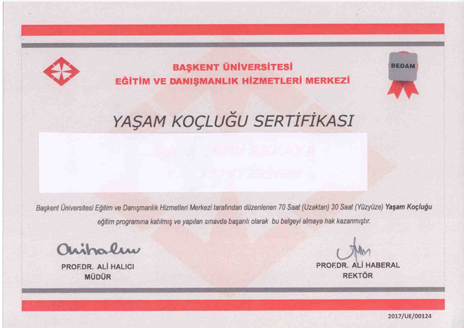 BAŞKENT ÜNİVERSİTESİ
EĞİTİM VE DANIŞMANLIK HİZMETLERİ MERKEZİ
BEDAM
YAŞAM KOÇLUĞU SERTİFİKASI
Başkent Üniversitesi Eğitim ve Danışmanlık Hizmetleri Merkezi tarafından düzenlenen 70 Saat (Uzaktan) 30 Saat (Yüzyüze) Yaşam Koçluğu
eğitim programına katılmış ve yapılan sınavda başarılı olarak bu belgeyi almaya hak kazanmıştır.
PROF.DR. ALİ HALICI
MÜDÜR
PROF.DR. ALİ HABERAL
REKTÖR
2017/UE/00124